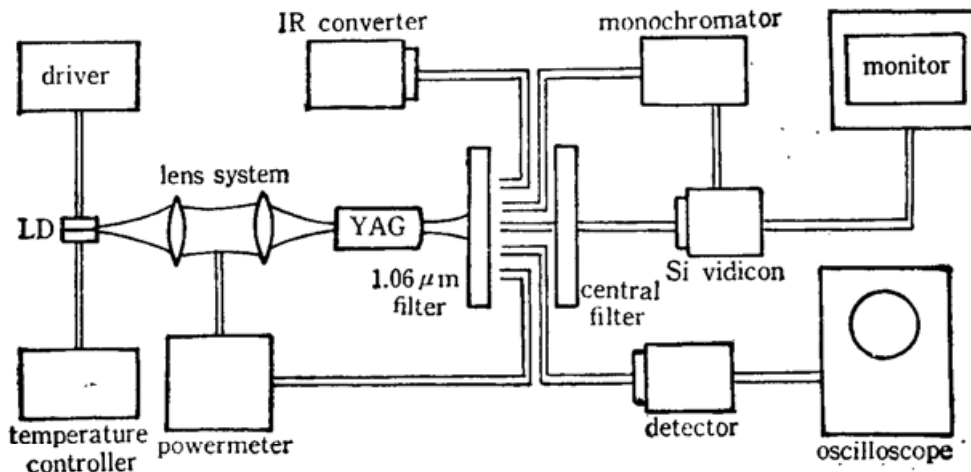 IR converter
monochromator
driver
monitor
lens system
LD
YAG
1.06 μm
filter
central
filter
Si vidicon
temperature
controller
powermeter
detector
oscilloscope